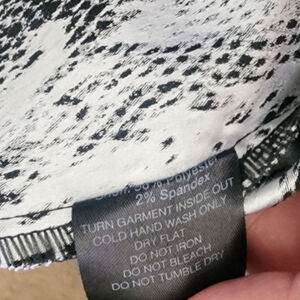 Polyester
2% Spandex
TURN GARMENT INSIDE OUT
COLD HAND WASH ONLY
DRY FLAT
DO NOT IRON
DO NOT BLEACH
DO NOT TUMBLE DRY